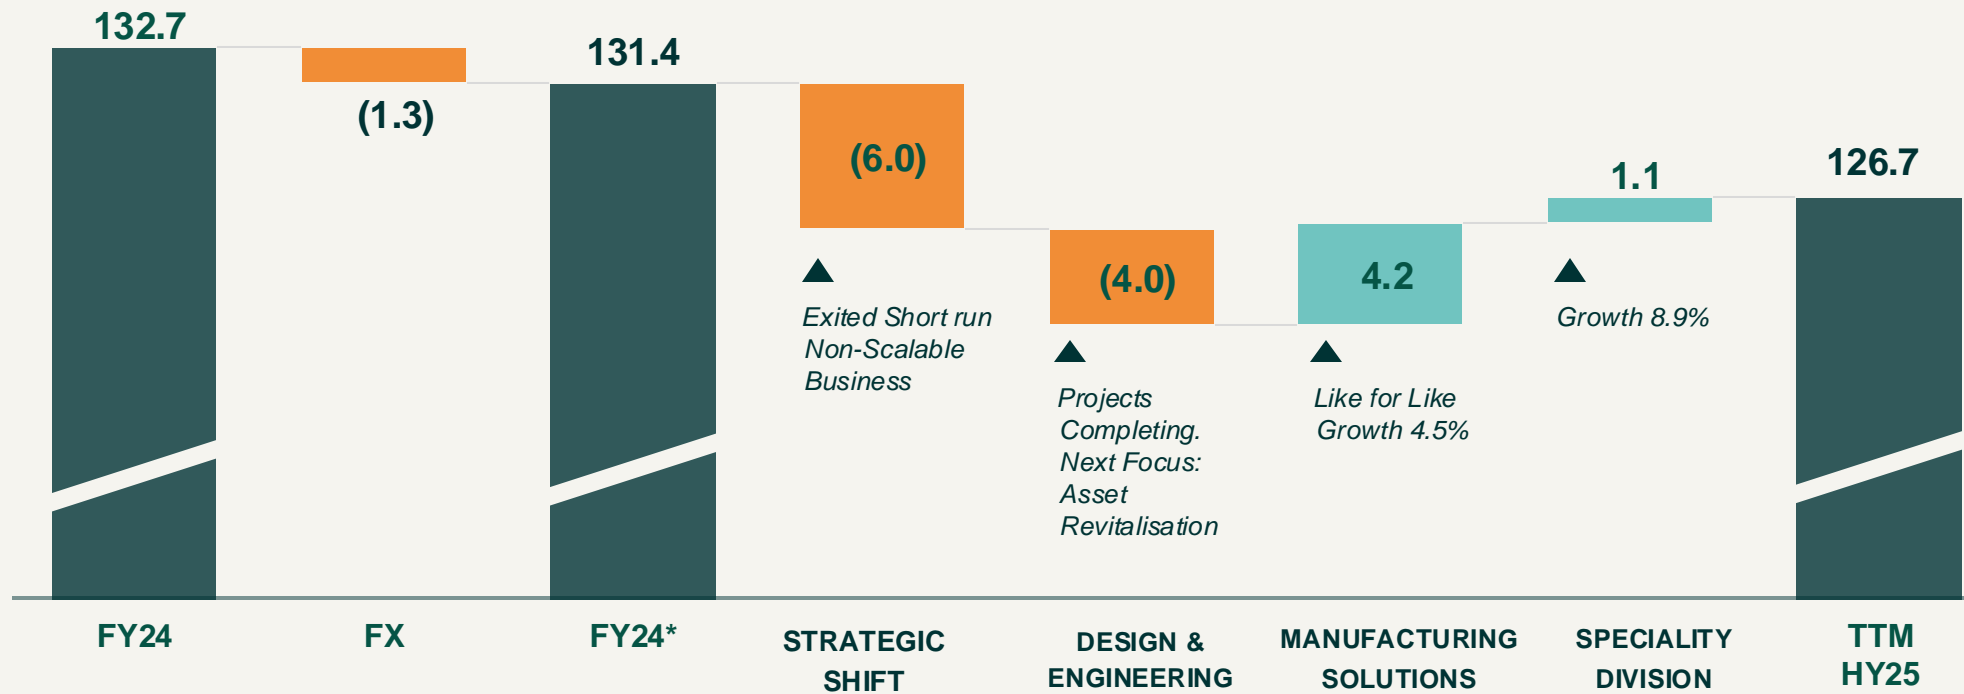 132.7
(1.3)
131.4
(6.0)
(4.0)
4.2
1.1
126.7
Exited Short run
Non-Scalable
Business
Projects
Completing.
Next Focus:
Asset
Revitalisation
Like for Like
Growth 4.5%
Growth 8.9%
FY24
FX
FY24*
STRATEGIC
SHIFT
DESIGN &
ENGINEERING
MANUFACTURING
SOLUTIONS
SPECIALITY
DIVISION
TTM
HY25